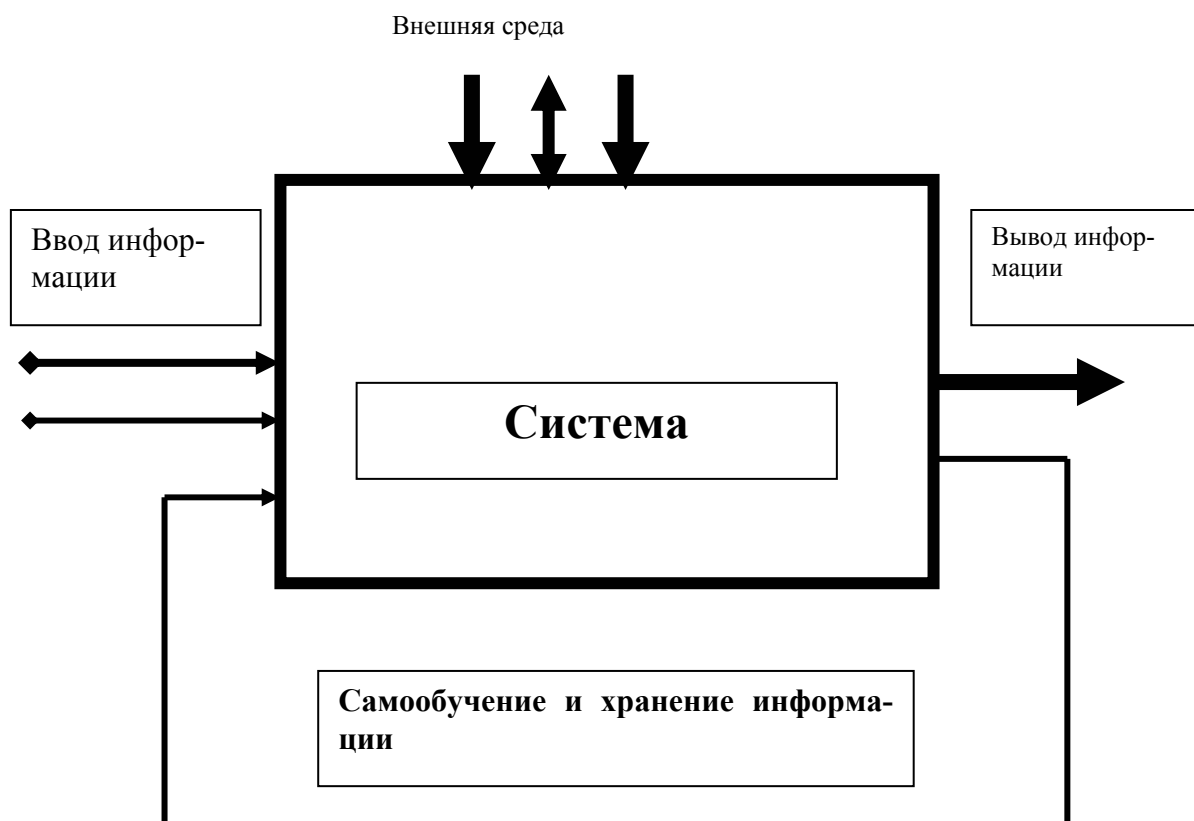 Внешняя среда
Ввод инфор-
мации
Вывод инфор-
мации
Система
Самообучение и хранение информа-
ции